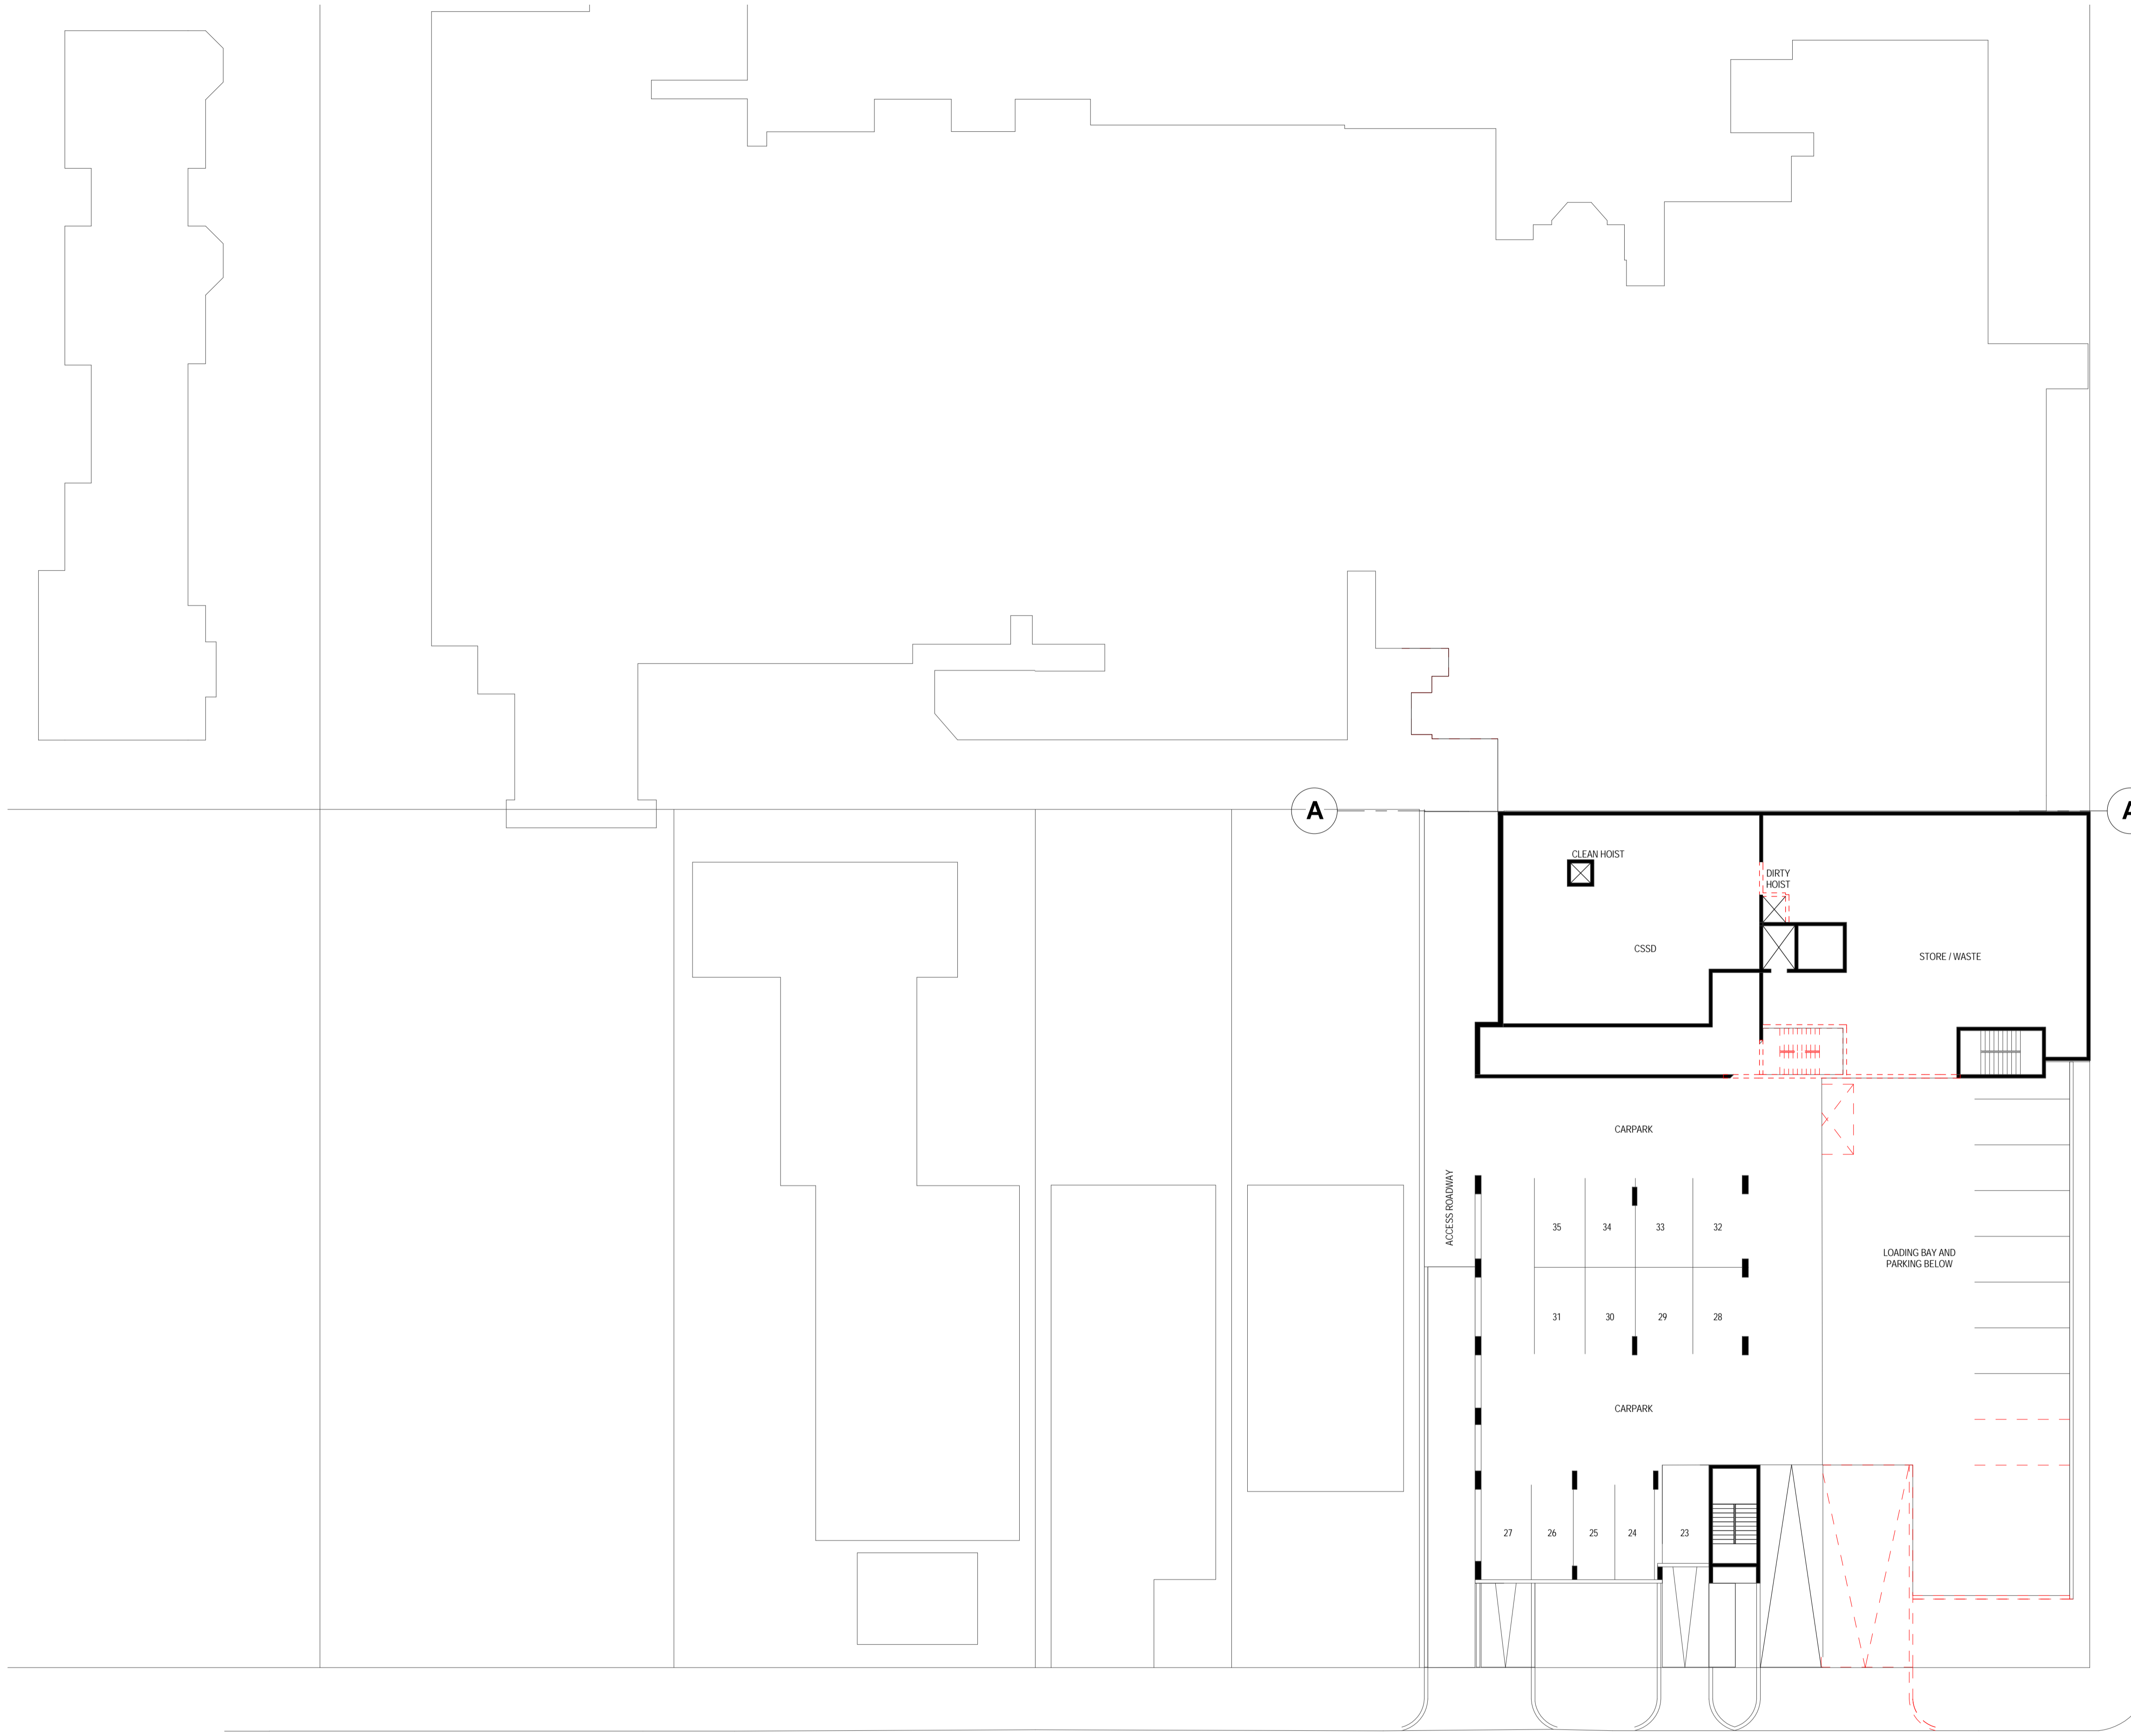 A
A
CLEAN HOIST
DIRTY
HOIST
CSSD
STORE / WASTE
CARPARK
ACCESS ROADWAY
35
34
33
32
LOADING BAY AND
PARKING BELOW
31
30
29
28
CARPARK
27
26
25
24
23